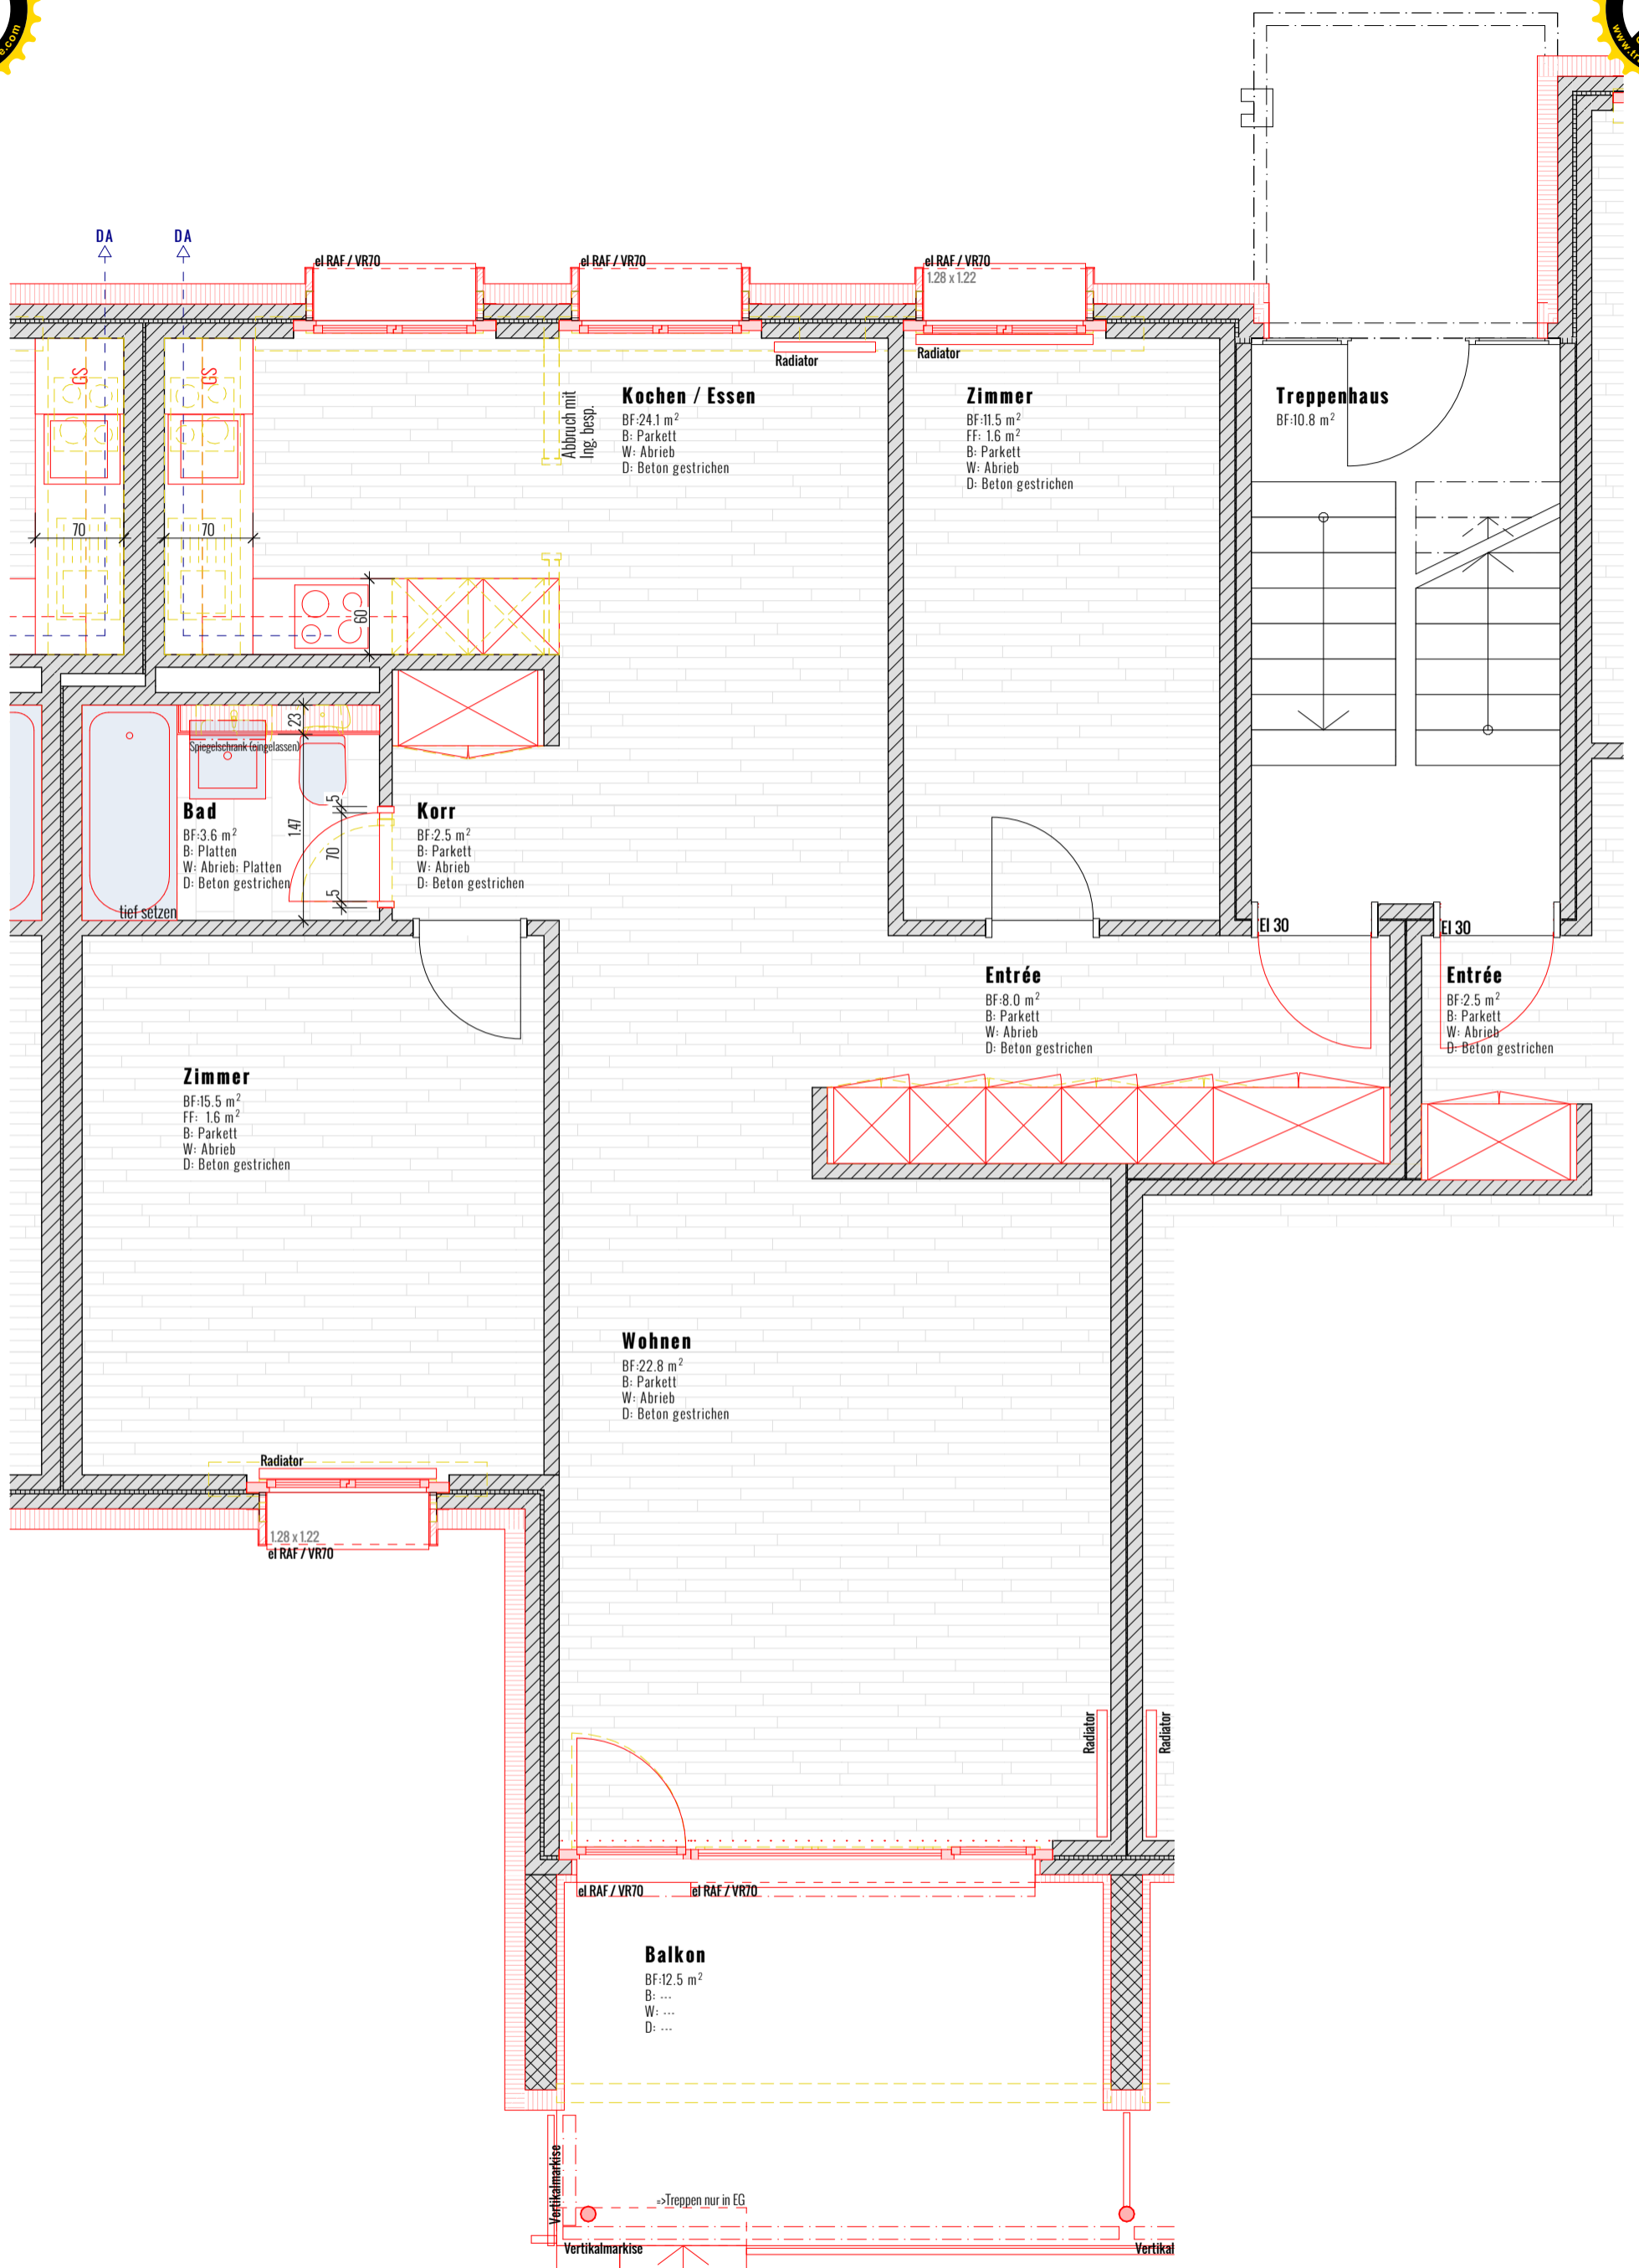 e.com
www.tr
DA
DA
el RAF / VR70
el RAF / VR70
el RAF / VR70
1.28 x 1.22
Radiator
Radiator
GS
GS
Abbruch mit
Ing. besp.
Kochen / Essen
BF:24.1 m²
B: Parkett
W: Abrieb
D: Beton gestrichen
Zimmer
BF:11.5 m²
FF: 1.6 m²
B: Parkett
W: Abrieb
D: Beton gestrichen
Treppenhaus
BF:10.8 m²
70
70
60
23
Spiegelschrank (eingelassen)
Bad
BF:3.6 m²
B: Platten
W: Abrieb; Platten
D: Beton gestrichen
tief setzen
1.47
5
70
5
Korr
BF:2.5 m²
B: Parkett
W: Abrieb
D: Beton gestrichen
EI 30
EI 30
Entrée
BF:8.0 m²
B: Parkett
W: Abrieb
D: Beton gestrichen
Entrée
BF:2.5 m²
B: Parkett
W: Abrieb
D: Beton gestrichen
Zimmer
BF:15.5 m²
FF: 1.6 m²
B: Parkett
W: Abrieb
D: Beton gestrichen
Wohnen
BF:22.8 m²
B: Parkett
W: Abrieb
D: Beton gestrichen
Radiator
1.28 x 1.22
el RAF / VR70
Radiator
Radiator
el RAF / VR70
el RAF / VR70
Balkon
BF:12.5 m²
B: ---
W: ---
D: ---
Vertikalmarkise
=>Treppen nur in EG
Vertikalmarkise
Vertikal